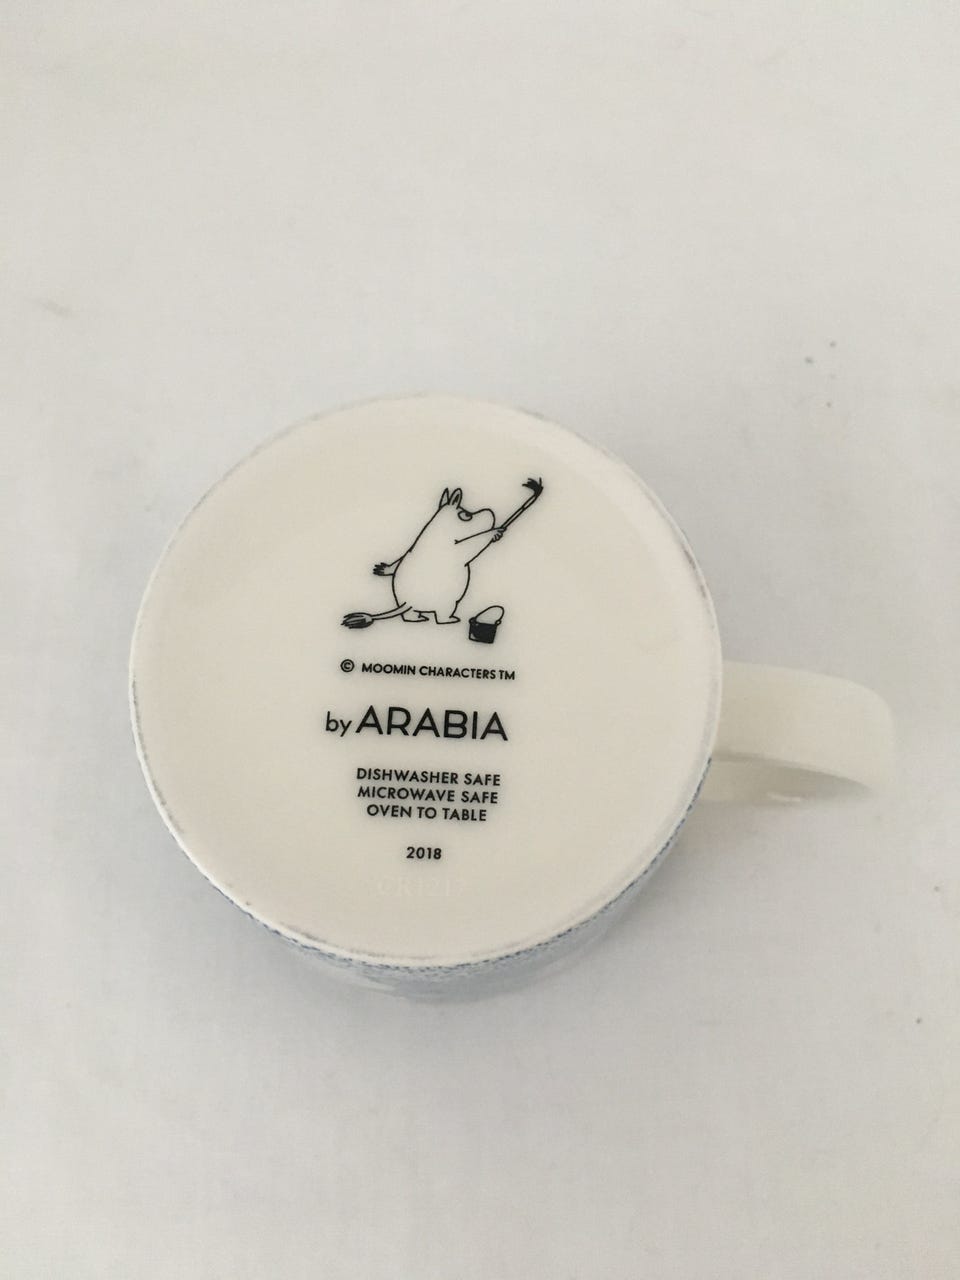 © MOOMIN CHARACTERS TM
by ARABIA
DISHWASHER SAFE
MICROWAVE SAFE
OVEN TO TABLE
2018